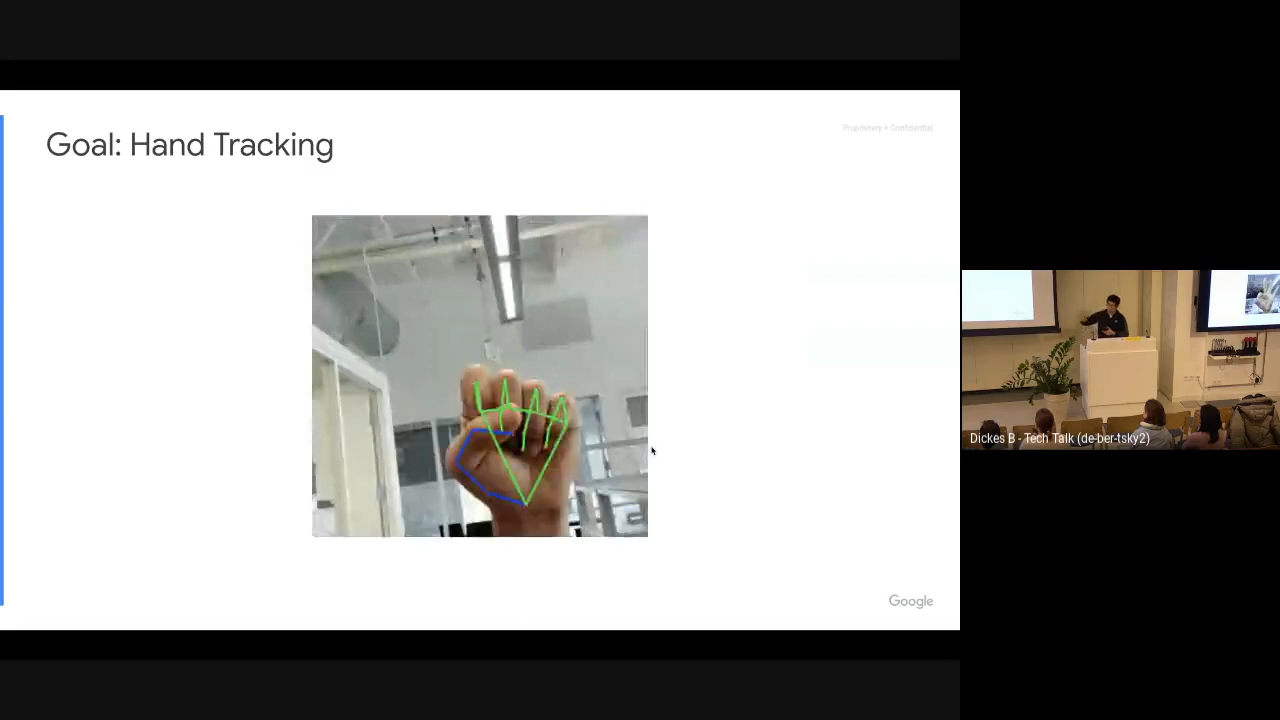 Goal: Hand Tracking
Proprietary + Confidential
Google
Dickes B - Tech Talk (de-ber-tsky2)